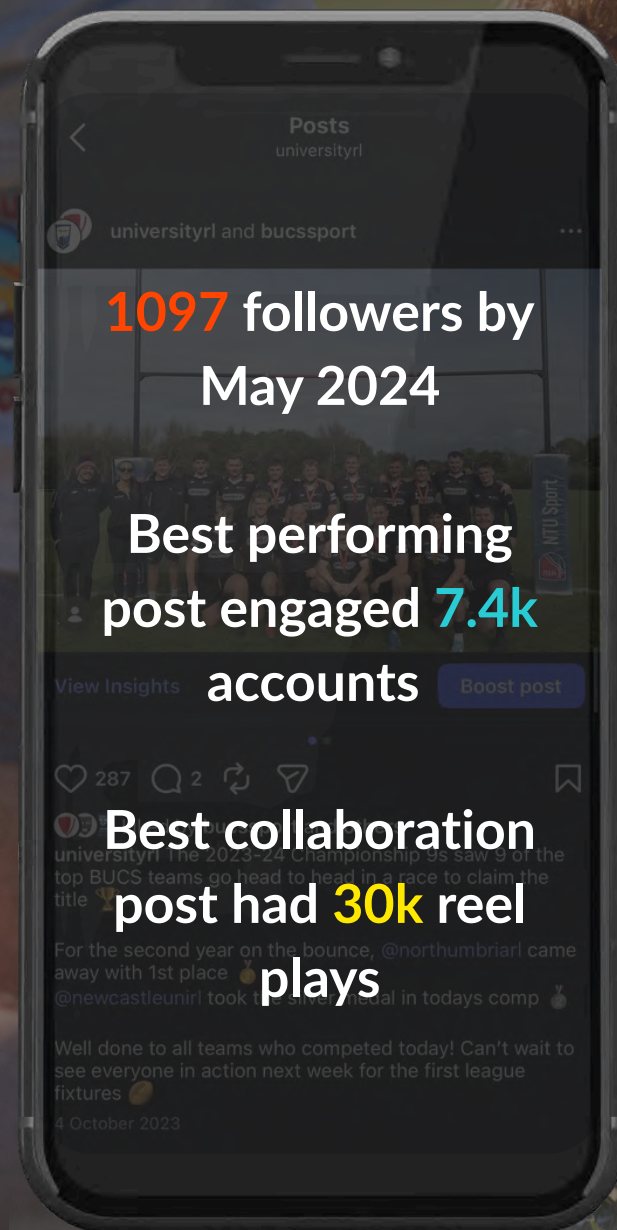 Posts
universityrl
universityrl and bucssport
1097 followers by
May 2024
NTU Sport
Best performing
post engaged 7.4k
accounts
View Insights
Boost post
287 2
Best collaboration
post had 30k reel
plays
universityrl The 2023-24 Championship 9s saw 9 of the
top BUCS teams go head to head in a race to claim the
title 🏆
For the second year on the bounce, @northumbriarl came
away with 1st place 🥇
@newcastleunirl took the silver medal in todays comp 🥈
Well done to all teams who competed today! Can't wait to
see everyone in action next week for the first league
fixtures 🏉
4 October 2023